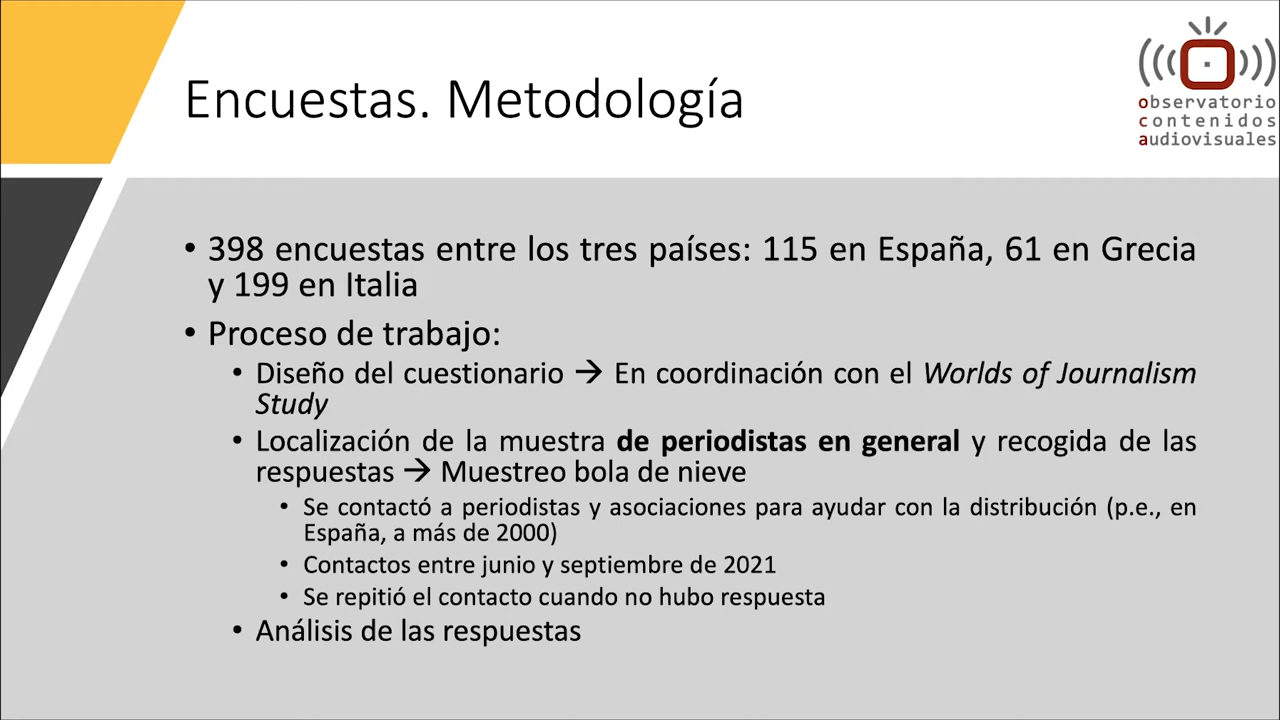 Encuestas. Metodología
observatorio
contenidos
audiovisuales
• 398 encuestas entre los tres países: 115 en España, 61 en Grecia
y 199 en Italia
• Proceso de trabajo:
• Diseño del cuestionario → En coordinación con el Worlds of Journalism
Study
• Localización de la muestra de periodistas en general y recogida de las
respuestas → Muestreo bola de nieve
• Se contactó a periodistas y asociaciones para ayudar con la distribución (p.e., en
España, a más de 2000)
• Contactos entre junio y septiembre de 2021
• Se repitió el contacto cuando no hubo respuesta
• Análisis de las respuestas